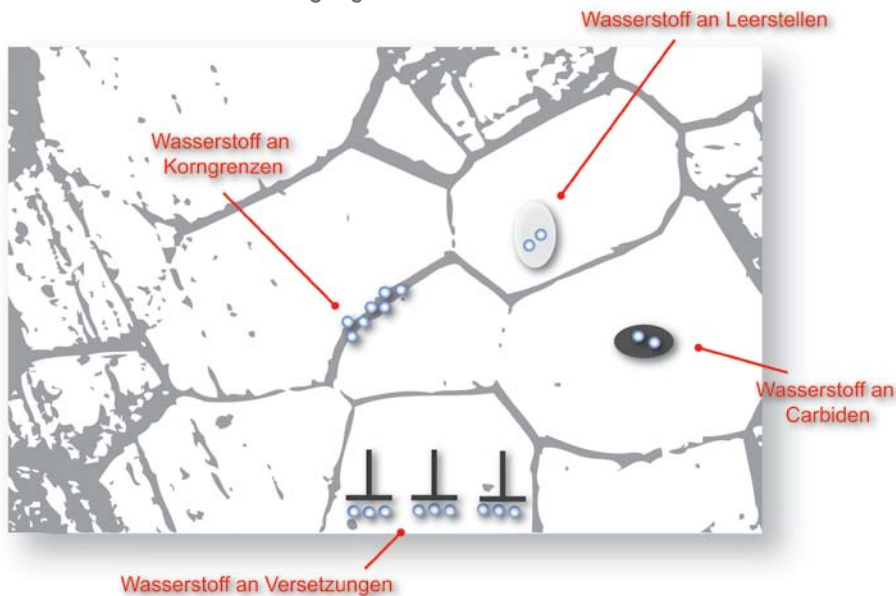 Wasserstoff an Leerstellen
Wasserstoff an
Korngrenzen
Wasserstoff an
Carbiden
Wasserstoff an Versetzungen